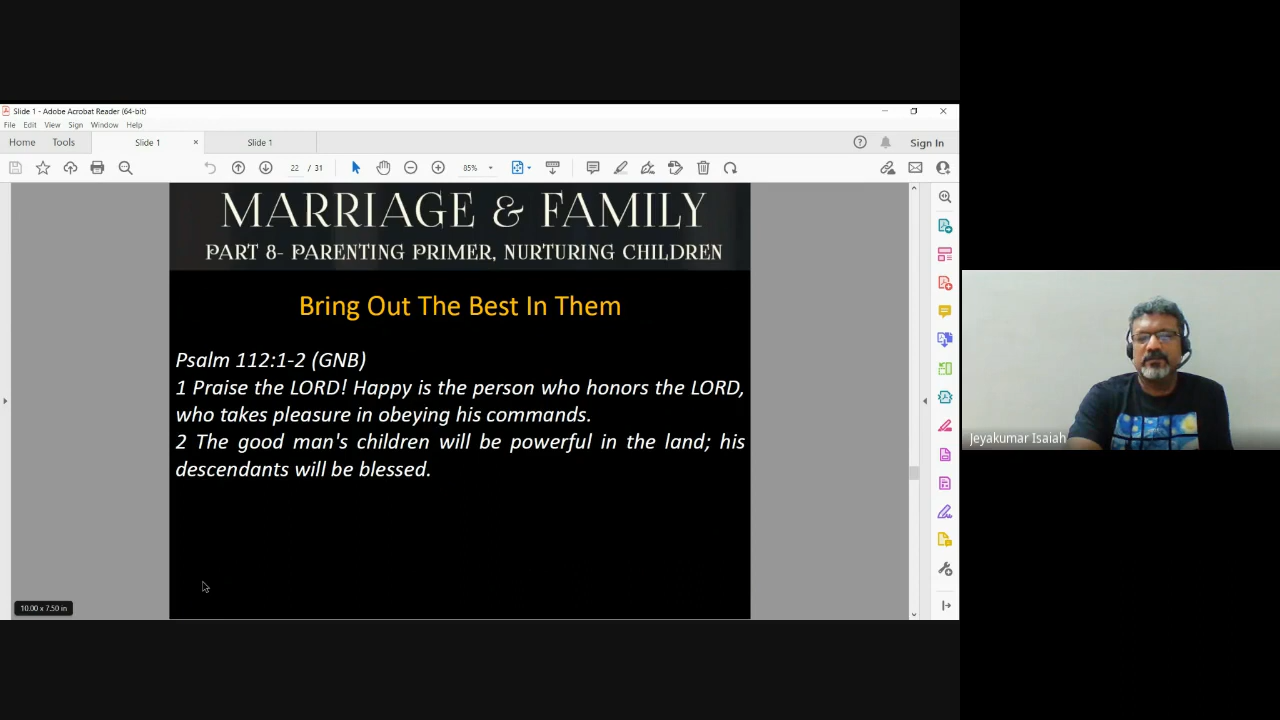 Slide 1 - Adobe Acrobat Reader (64-bit)
File Edit View Sign Window Help
Home Tools Slide 1 × Slide 1 Sign In
22 / 31 85%
MARRIAGE & FAMILY
PART 8- PARENTING PRIMER, NURTURING CHILDREN
Bring Out The Best In Them
Psalm 112:1-2 (GNB)
1 Praise the LORD! Happy is the person who honors the LORD,
who takes pleasure in obeying his commands.
2 The good man's children will be powerful in the land; his
descendants will be blessed.
10.00 x 7.50 in
Jeyakumar Isaiah